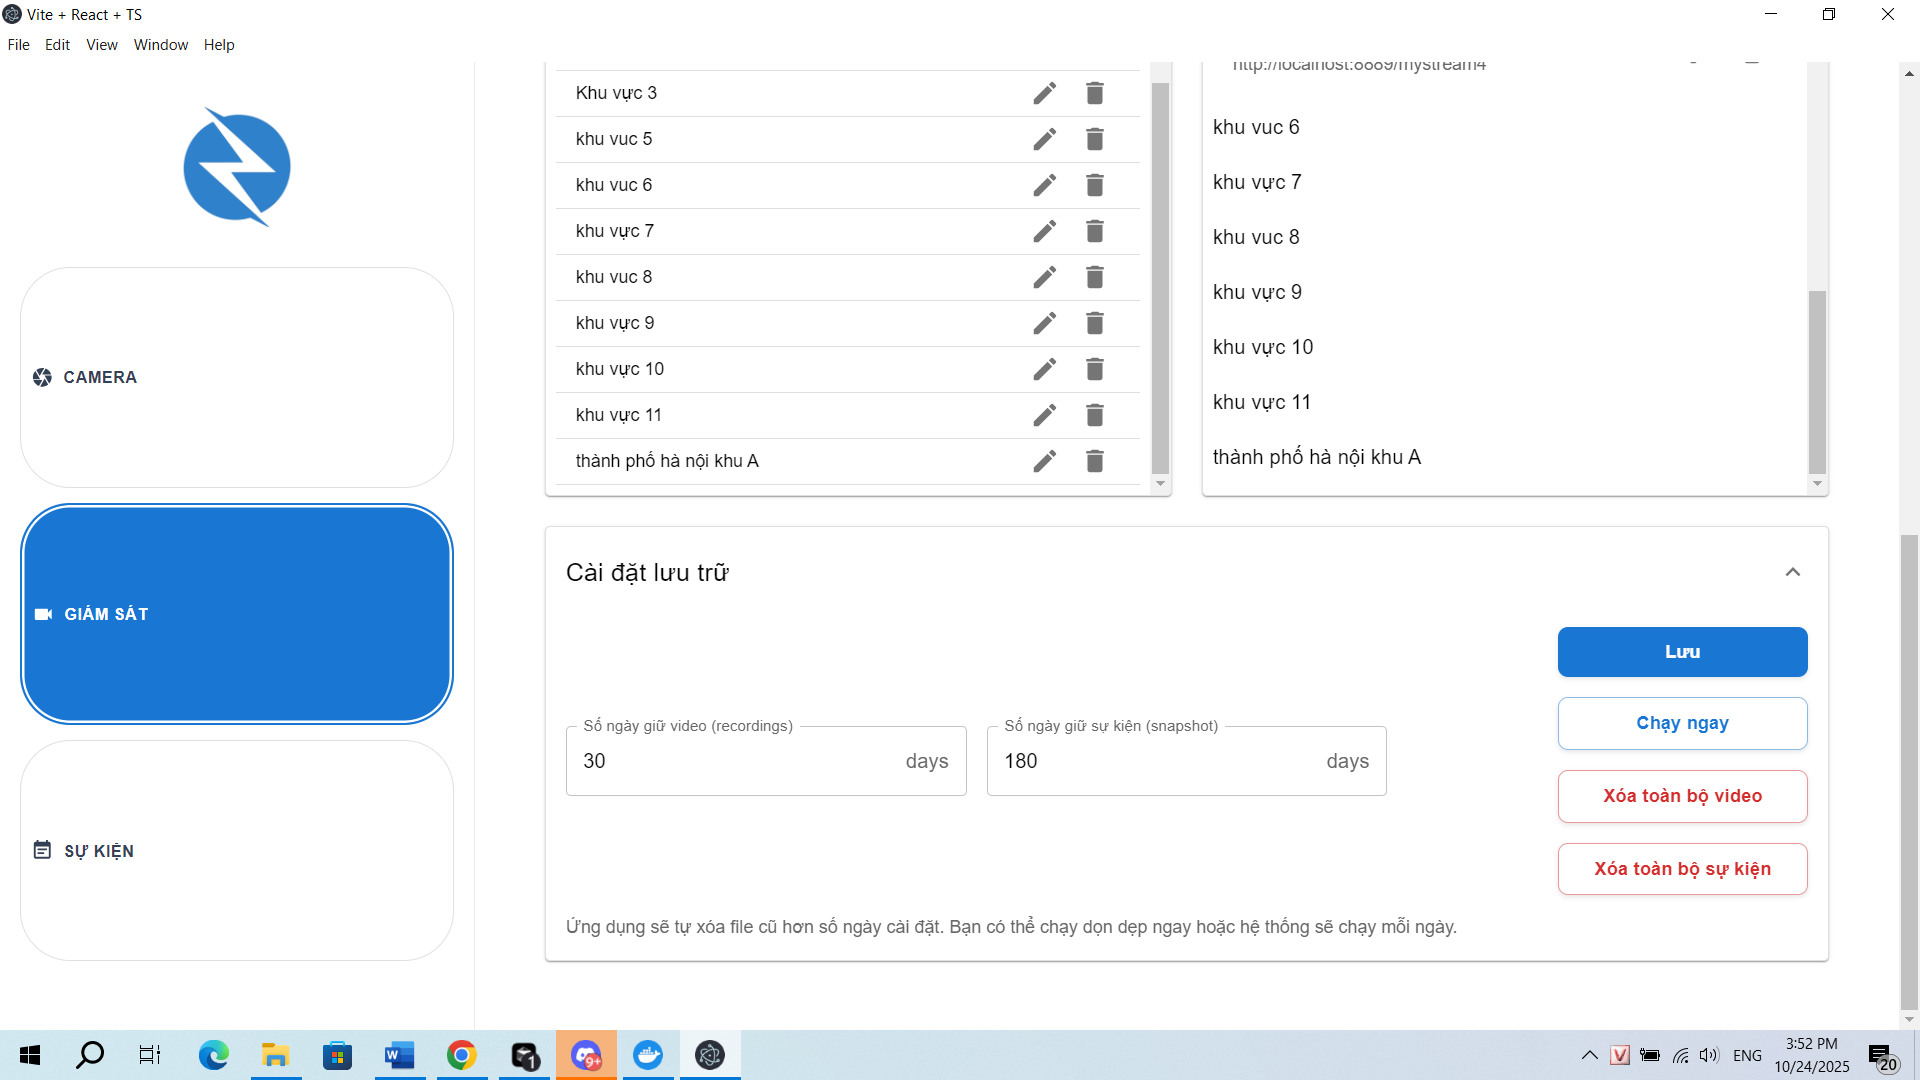 Vite + React + TS
File Edit View Window Help
CAMERA
GIÁM SÁT
SỰ KIỆN
Khu vực 3
khu vuc 5
khu vuc 6
khu vực 7
khu vuc 8
khu vực 9
khu vực 10
khu vực 11
thành phố hà nội khu A
http://localhost:8889/mystream4
khu vuc 6
khu vực 7
khu vuc 8
khu vực 9
khu vực 10
khu vực 11
thành phố hà nội khu A
Cài đặt lưu trữ
Số ngày giữ video (recordings)
30 days
Số ngày giữ sự kiện (snapshot)
180 days
Lưu
Chạy ngay
Xóa toàn bộ video
Xóa toàn bộ sự kiện
Ứng dụng sẽ tự xóa file cũ hơn số ngày cài đặt. Bạn có thể chạy dọn dẹp ngay hoặc hệ thống sẽ chạy mỗi ngày.
W
1
9+
V
ENG
3:52 PM
10/24/2025
20